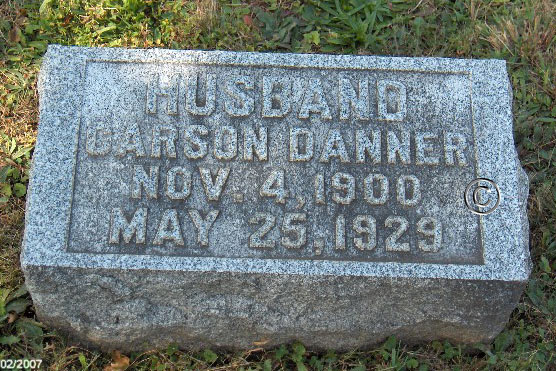 HUSBAND
CARSON DANNER
NOV. 4, 1900
MAY 25, 1929
©
02/2007